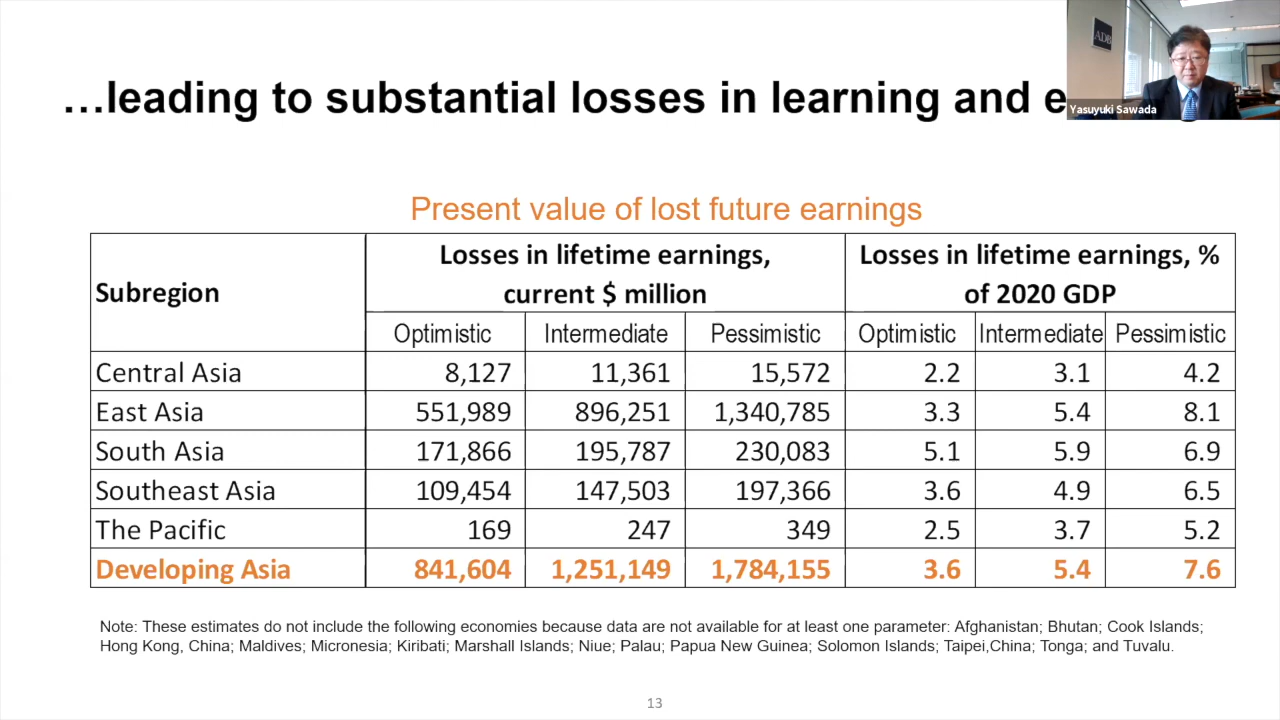 ADB
Yasuyuki Sawada
…leading to substantial losses in learning and e
Present value of lost future earnings
Subregion
Losses in lifetime earnings,
current $ million
Losses in lifetime earnings, %
of 2020 GDP
Optimistic Intermediate Pessimistic Optimistic Intermediate Pessimistic
Central Asia 8,127 11,361 15,572 2.2 3.1 4.2
East Asia 551,989 896,251 1,340,785 3.3 5.4 8.1
South Asia 171,866 195,787 230,083 5.1 5.9 6.9
Southeast Asia 109,454 147,503 197,366 3.6 4.9 6.5
The Pacific 169 247 349 2.5 3.7 5.2
Developing Asia 841,604 1,251,149 1,784,155 3.6 5.4 7.6
Note: These estimates do not include the following economies because data are not available for at least one parameter: Afghanistan; Bhutan; Cook Islands;
Hong Kong, China; Maldives; Micronesia; Kiribati; Marshall Islands; Niue; Palau; Papua New Guinea; Solomon Islands; Taipei,China; Tonga; and Tuvalu.
13